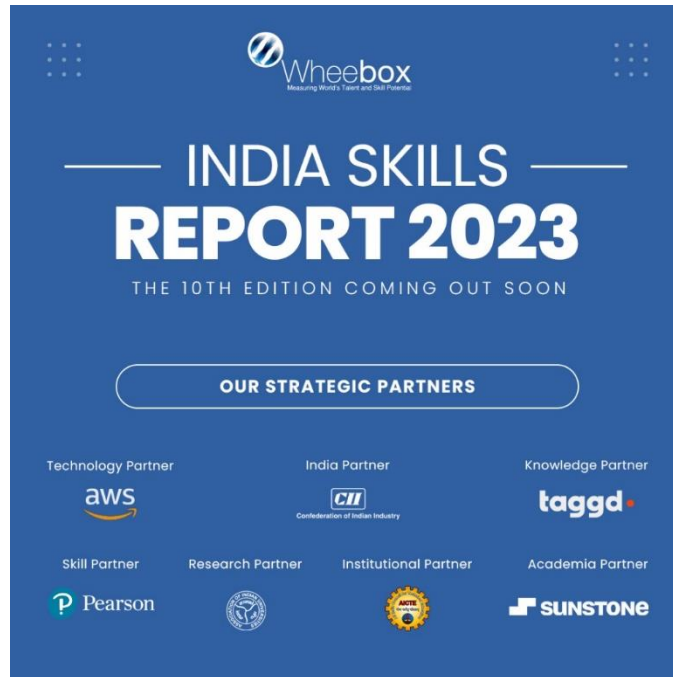 Wheebox
Measuring World's Talent and Skill Potential
INDIA SKILLS
REPORT 2023
THE 10TH EDITION COMING OUT SOON
OUR STRATEGIC PARTNERS
Technology Partner
India Partner
Knowledge Partner
aws
CII
Confederation of Indian Industry
taggd
Skill Partner
Research Partner
Institutional Partner
Academia Partner
P Pearson
AICTE
SUNSTONE